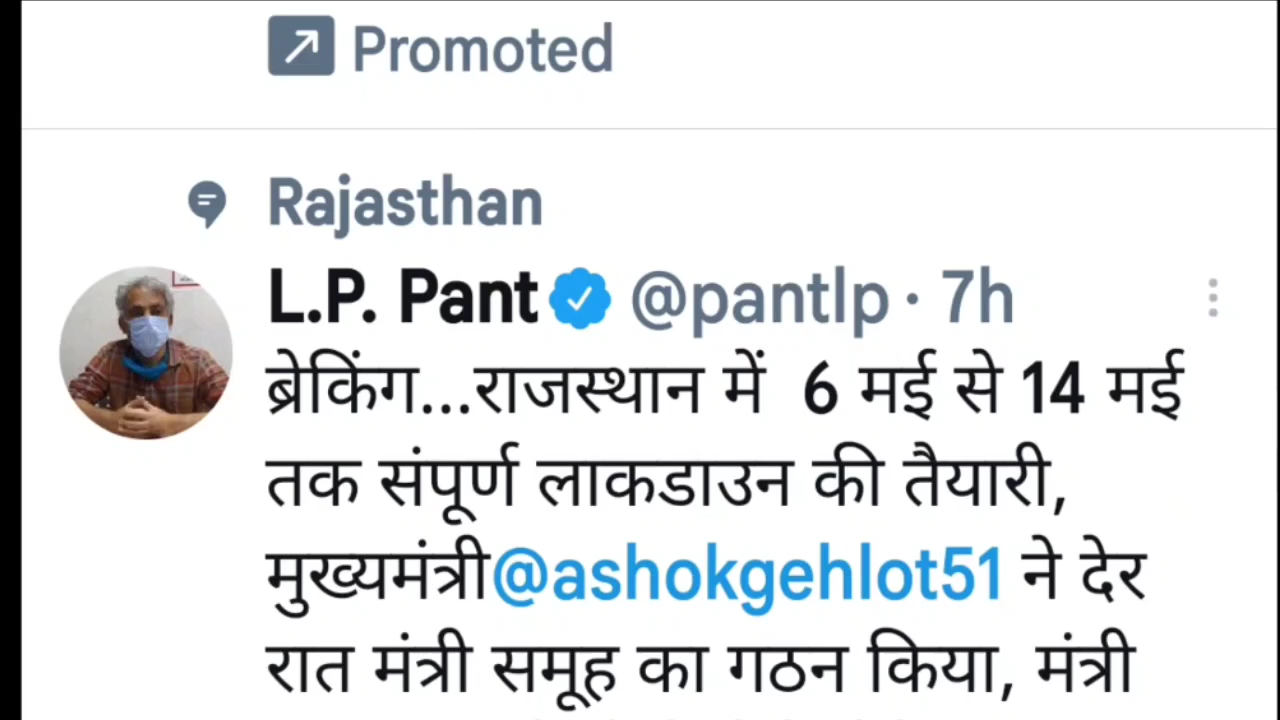 Promoted
Rajasthan
L.P. Pant @pantlp · 7h
ब्रेकिंग...राजस्थान में 6 मई से 14 मई
तक संपूर्ण लाकडाउन की तैयारी,
मुख्यमंत्री@ashokgehlot51 ने देर
रात मंत्री समूह का गठन किया, मंत्री